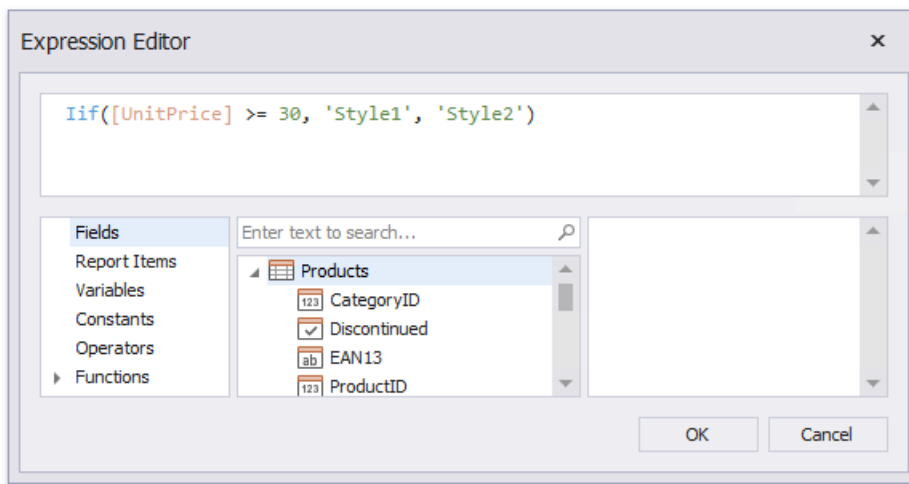 Expression Editor
Iif([UnitPrice] >= 30, 'Style1', 'Style2')
Fields
Report Items
Variables
Constants
Operators
Functions
Enter text to search...
Products
123 CategoryID
Discontinued
ab EAN13
123 ProductID
OK Cancel